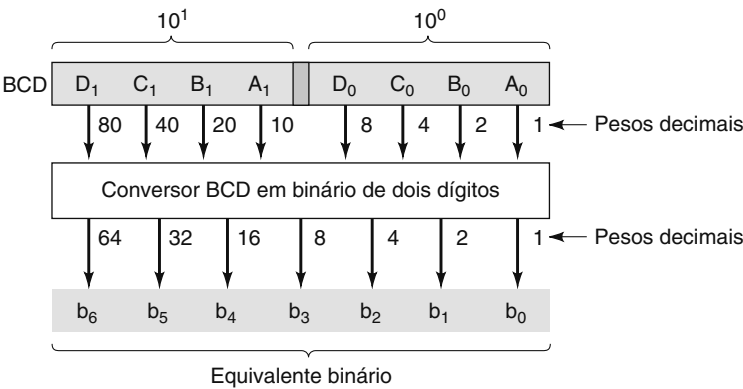 10¹ 10⁰
BCD D₁ C₁ B₁ A₁ D₀ C₀ B₀ A₀
80 40 20 10 8 4 2 1 Pesos decimais
Conversor BCD em binário de dois dígitos
64 32 16 8 4 2 1 Pesos decimais
b₆ b₅ b₄ b₃ b₂ b₁ b₀
Equivalente binário